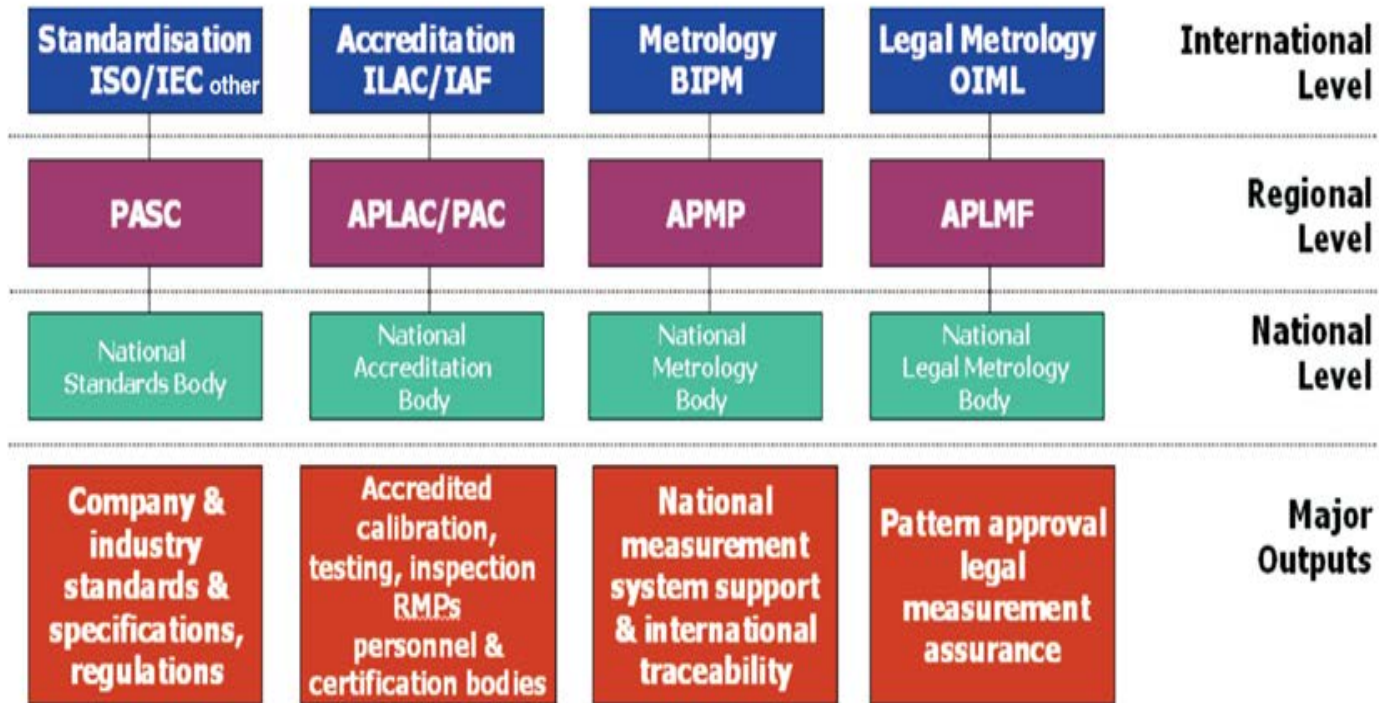 Standardisation
ISO/IEC other
Accreditation
ILAC/IAF
Metrology
BIPM
Legal Metrology
OIML
International
Level
PASC
APLAC/PAC
APMP
APLMF
Regional
Level
National
Standards Body
National
Accreditation
Body
National
Metrology
Body
National
Legal Metrology
Body
National
Level
Company &
industry
standards &
specifications,
regulations
Accredited
calibration,
testing, inspection
RMPs
personnel &
certification bodies
National
measurement
system support
& international
traceability
Pattern approval
legal
measurement
assurance
Major
Outputs